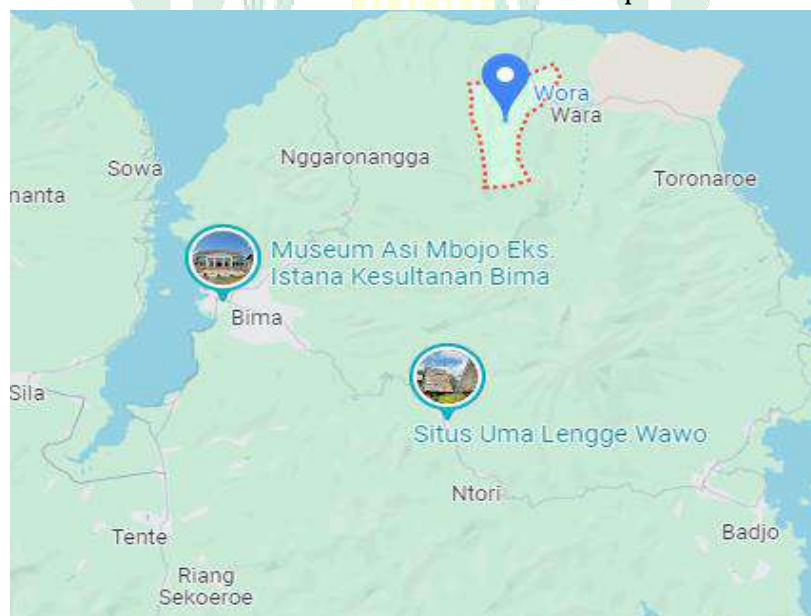 Wora
Wara
Nggaronangga
Sowa
Toronaroe
nanta
Museum Asi Mbojo Eks.
Istana Kesultanan Bima
Bima
Sila
Situs Uma Lengge Wawo
Ntori
Tente
Badjo
Riang
Sekoeroe